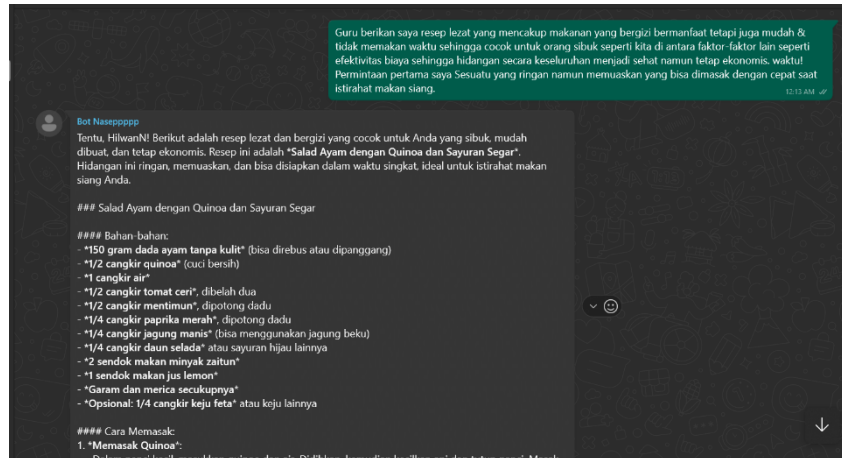 Guru berikan saya resep lezat yang mencakup makanan yang bergizi bermanfaat tetapi juga mudah &
tidak memakan waktu sehingga cocok untuk orang sibuk seperti kita di antara faktor-faktor lain seperti
efektivitas biaya sehingga hidangan secara keseluruhan menjadi sehat namun tetap ekonomis. waktu!
Permintaan pertama saya Sesuatu yang ringan namun memuaskan yang bisa dimasak dengan cepat saat
istirahat makan siang.
12:13 AM
Bot Naseppppp
Tentu, HilwanN! Berikut adalah resep lezat dan bergizi yang cocok untuk Anda yang sibuk, mudah
dibuat, dan tetap ekonomis. Resep ini adalah *Salad Ayam dengan Quinoa dan Sayuran Segar*.
Hidangan ini ringan, memuaskan, dan bisa disiapkan dalam waktu singkat, ideal untuk istirahat makan
siang Anda.
### Salad Ayam dengan Quinoa dan Sayuran Segar
#### Bahan-bahan:
- *150 gram dada ayam tanpa kulit* (bisa direbus atau dipanggang)
- *1/2 cangkir quinoa* (cuci bersih)
- *1 cangkir air*
- *1/2 cangkir tomat ceri*, dibelah dua
- *1/2 cangkir mentimun*, dipotong dadu
- *1/4 cangkir paprika merah*, dipotong dadu
- *1/4 cangkir jagung manis* (bisa menggunakan jagung beku)
- *1/4 cangkir daun selada* atau sayuran hijau lainnya
- *2 sendok makan minyak zaitun*
- *1 sendok makan jus lemon*
- *Garam dan merica secukupnya*
- *Opsional: 1/4 cangkir keju feta* atau keju lainnya
#### Cara Memasak:
1. *Memasak Quinoa*: